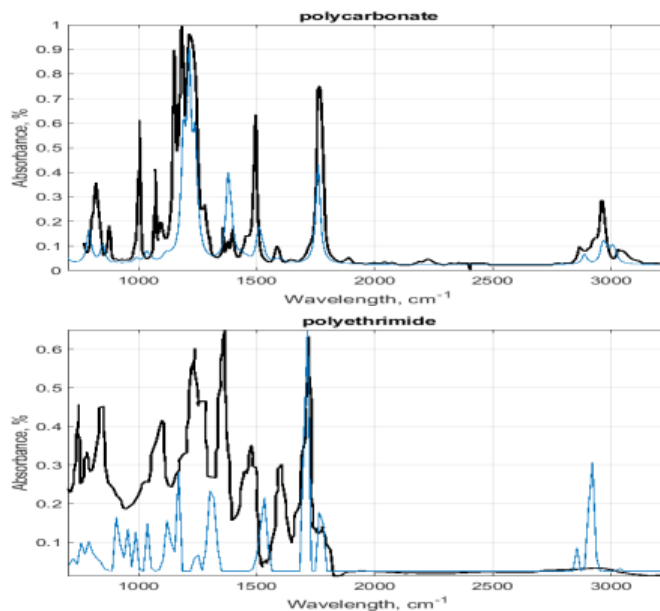 polycarbonate
1
0.9
0.8
0.7
0.6
0.5
0.4
0.3
0.2
0.1
0
Absorbance, %
1000 1500 2000 2500 3000
Wavelength, cm-1
polyethrimide
0.6
0.5
0.4
0.3
0.2
0.1
Absorbance, %
1000 1500 2000 2500 3000
Wavelength, cm-1